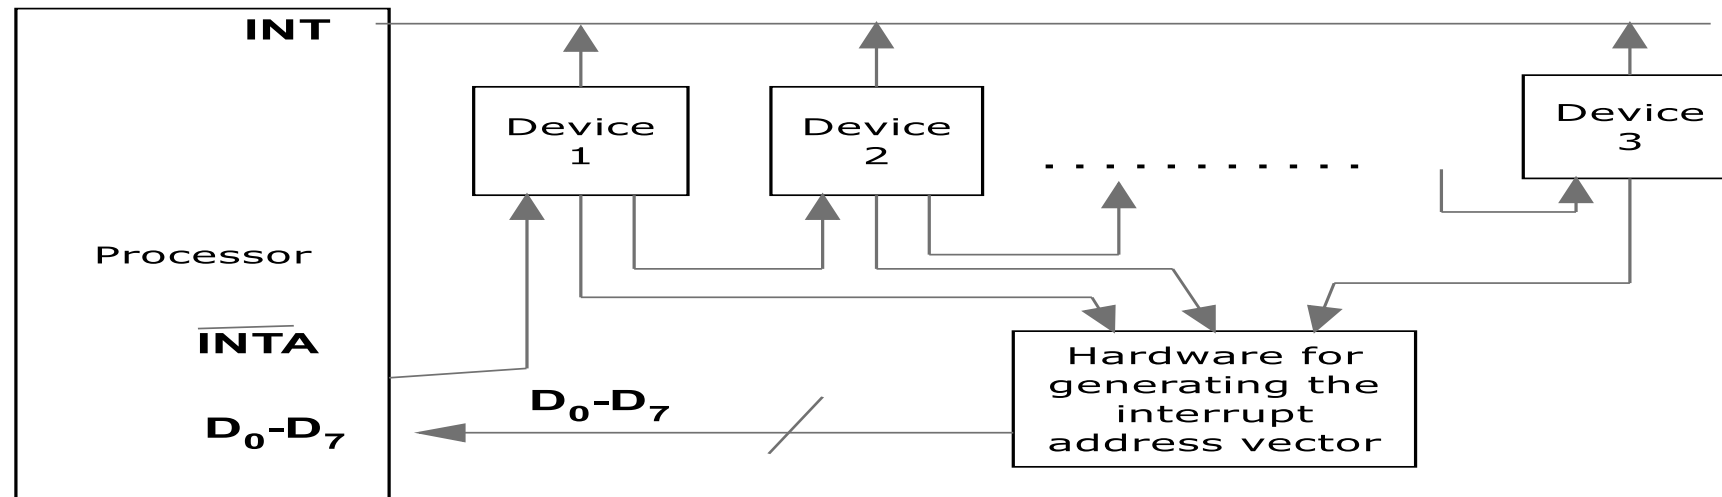 INT
Device
1
Device
2
Device
3
. . . . . . . . . . .
Processor
INTA
Hardware for
generating the
interrupt
address vector
D₀-D₇
D₀-D₇